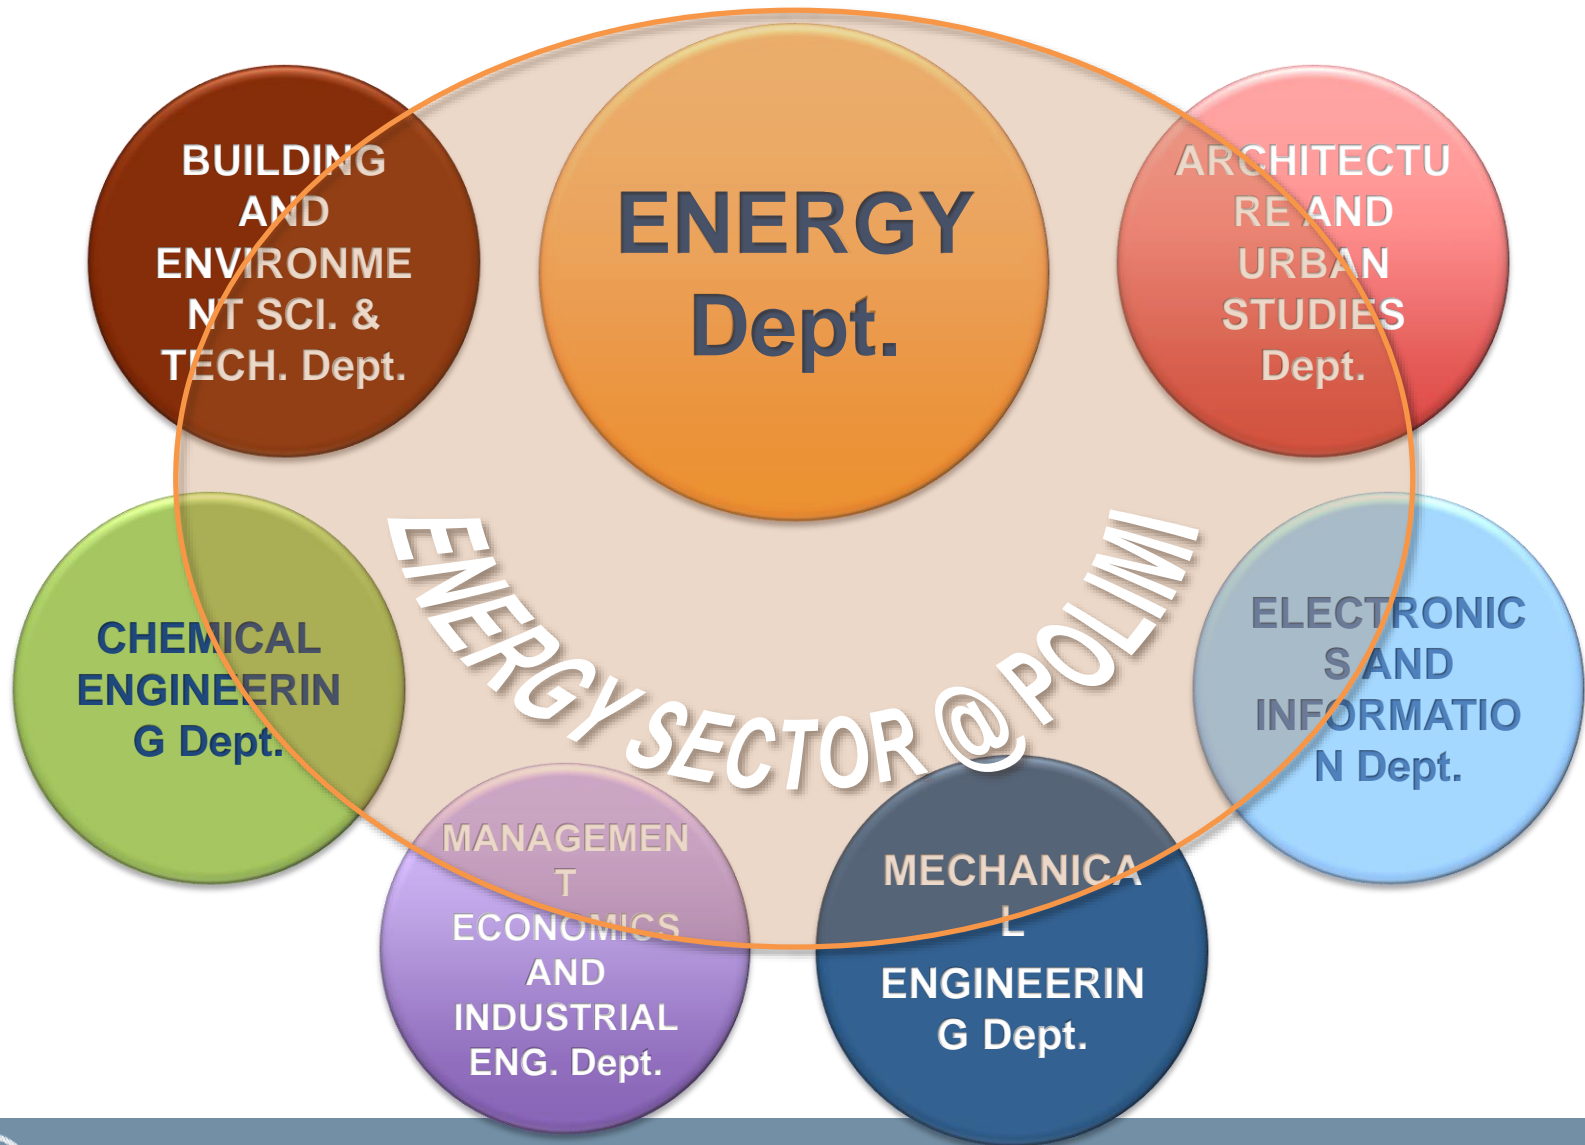 ENERGY
Dept.
BUILDING
AND
ENVIRONME
NT SCI. &
TECH. Dept.
ARCHITECTU
RE AND
URBAN
STUDIES
Dept.
CHEMICAL
ENGINEERIN
G Dept.
ELECTRONIC
S AND
INFORMATIO
N Dept.
ENERGY SECTOR @ POLIMI
MANAGEMEN
T
ECONOMICS
AND
INDUSTRIAL
ENG. Dept.
MECHANICA
L
ENGINEERIN
G Dept.